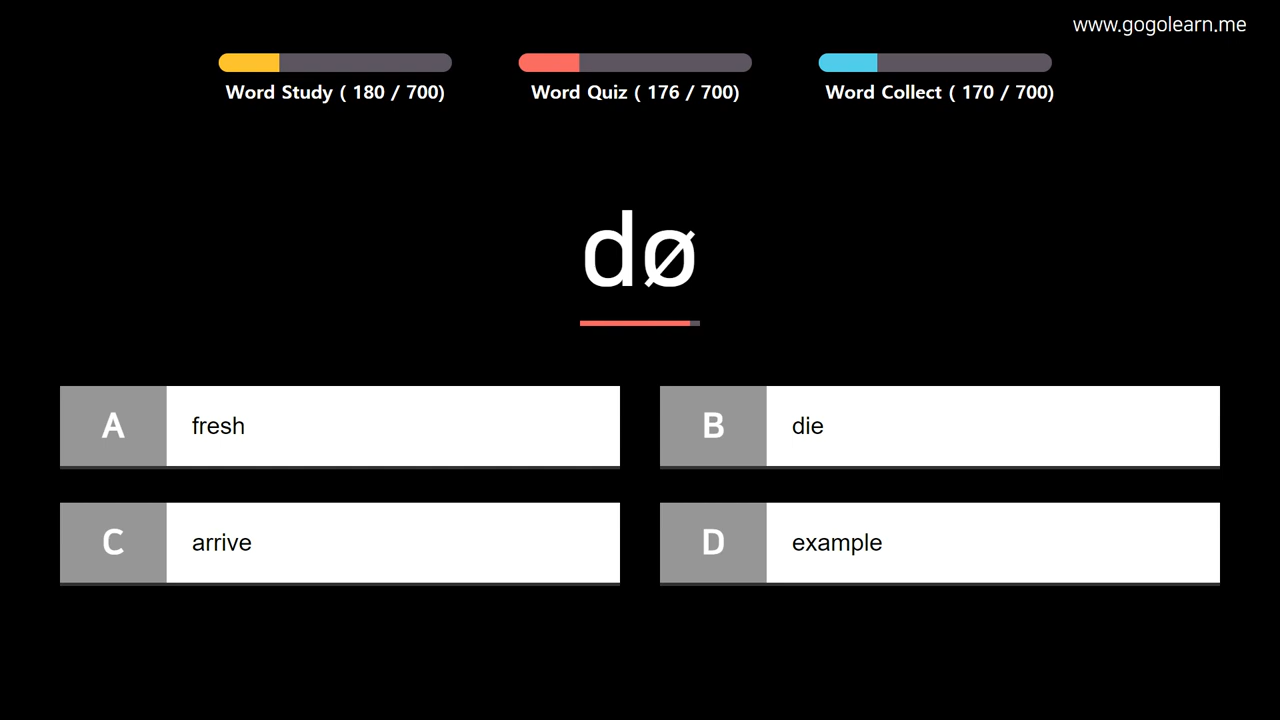 www.gogolearn.me
Word Study ( 180 / 700)
Word Quiz ( 176 / 700)
Word Collect ( 170 / 700)
dø
A fresh
B die
C arrive
D example